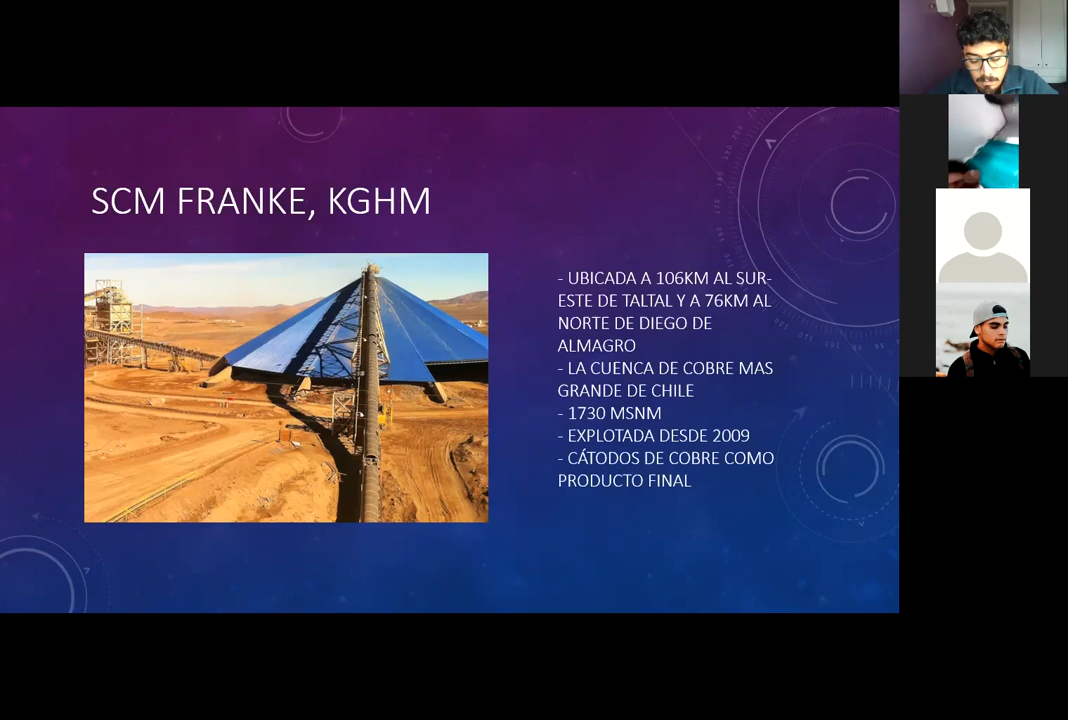 SCM FRANKE, KGHM
- UBICADA A 106KM AL SUR-
ESTE DE TALTAL Y A 76KM AL
NORTE DE DIEGO DE
ALMAGRO
- LA CUENCA DE COBRE MAS
GRANDE DE CHILE
- 1730 MSNM
- EXPLOTADA DESDE 2009
- CÁTODOS DE COBRE COMO
PRODUCTO FINAL